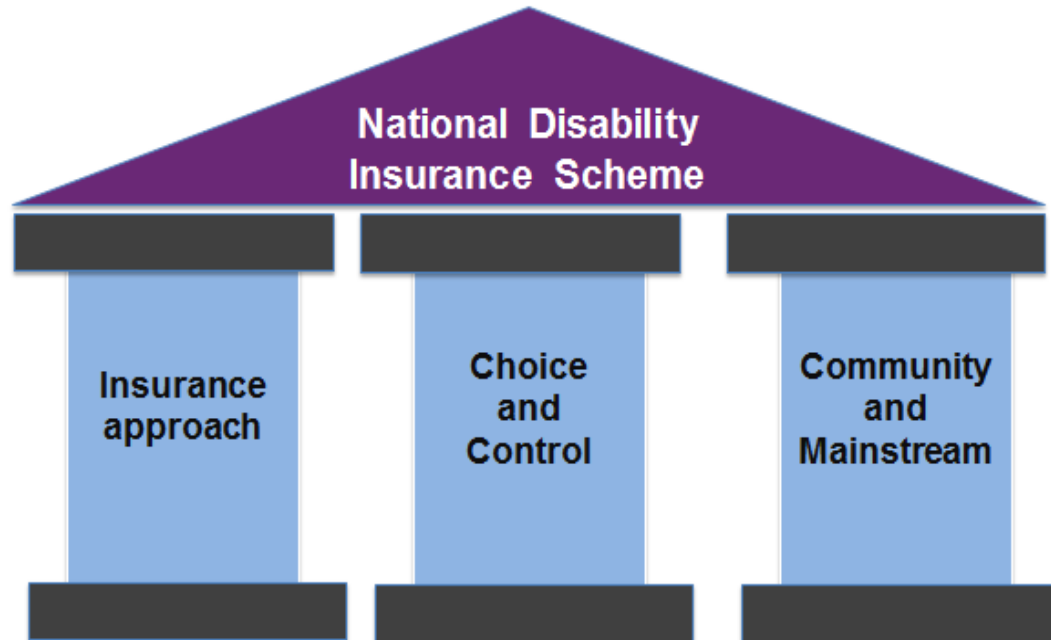 National Disability
Insurance Scheme
Insurance
approach
Choice
and
Control
Community
and
Mainstream